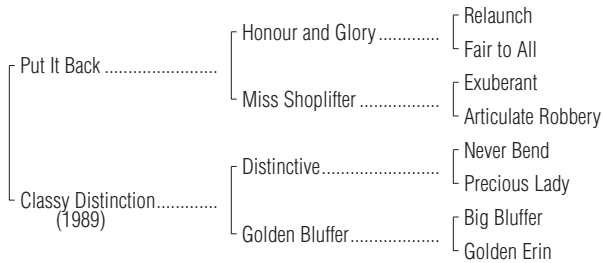 Relaunch
Honour and Glory .............
Fair to All
Put It Back ........................
Exuberant
Miss Shoplifter .................
Articulate Robbery
Never Bend
Distinctive.........................
Precious Lady
Classy Distinction.............
(1989)
Big Bluffer
Golden Bluffer...................
Golden Erin